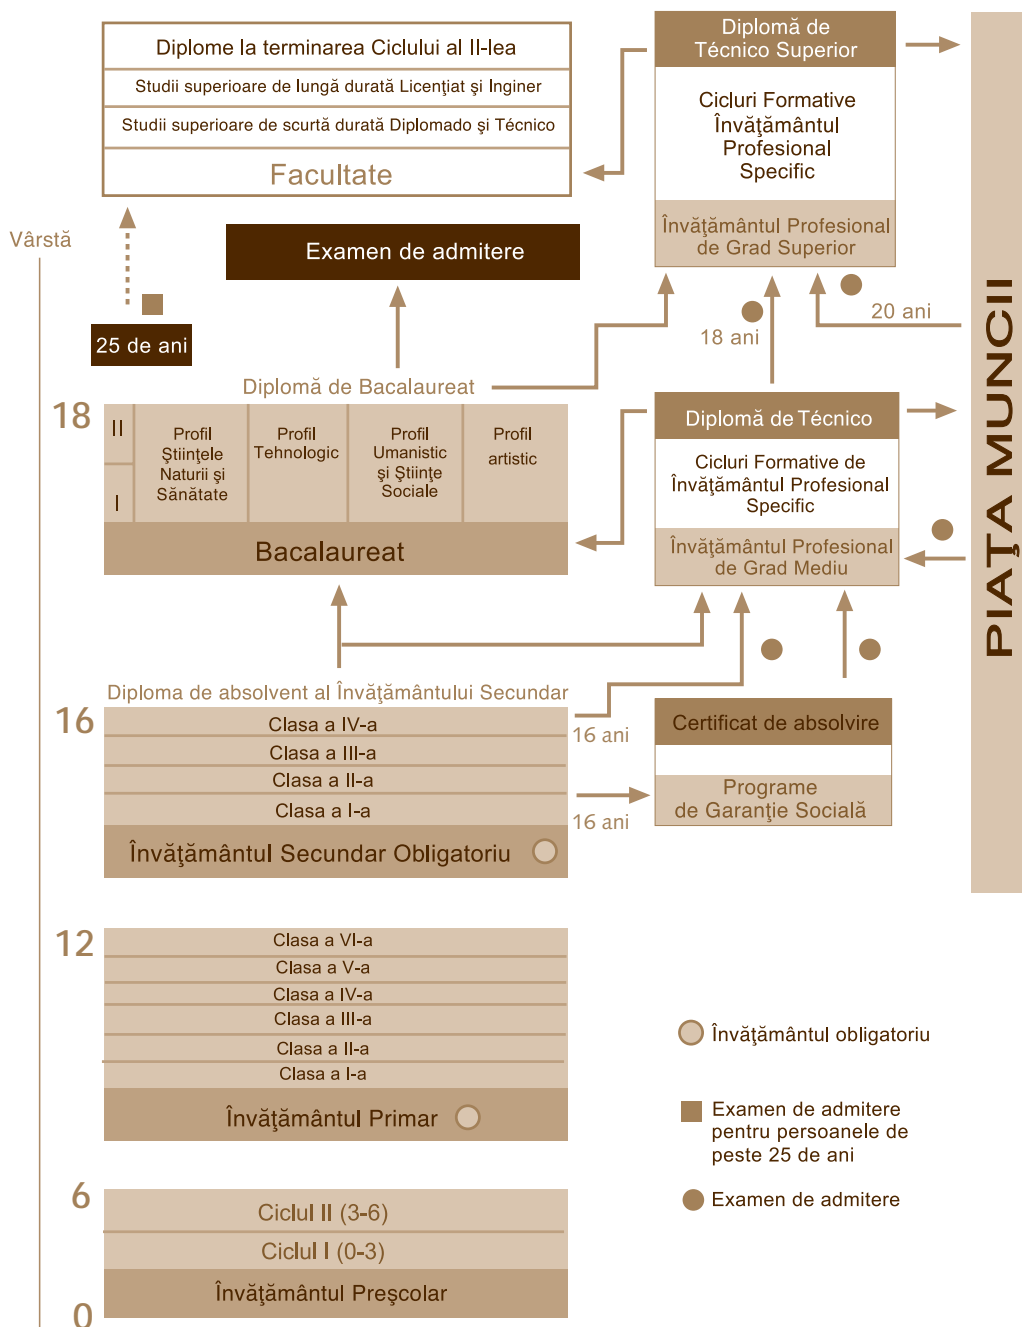 Diplome la terminarea Ciclului al II-lea
Studii superioare de lungă durată Licenţiat şi Inginer
Studii superioare de scurtă durată Diplomado şi Técnico
Facultate
Diplomă de
Técnico Superior
Cicluri Formative
Învăţământul
Profesional
Specific
Învăţământul Profesional
de Grad Superior
Vârstă
Examen de admitere
25 de ani
20 ani
18 ani
PIAŢA MUNCII
Diplomă de Bacalaureat
18
II
I
Profil
Ştiinţele
Naturii şi
Sănătate
Profil
Tehnologic
Profil
Umanistic
şi Ştiinţe
Sociale
Profil
artistic
Bacalaureat
Diplomă de Técnico
Cicluri Formative de
Învăţământul Profesional
Specific
Învăţământul Profesional
de Grad Mediu
Diploma de absolvent al Învăţământului Secundar
16
Clasa a IV-a
Clasa a III-a
Clasa a II-a
Clasa a I-a
Învăţământul Secundar Obligatoriu
16 ani
16 ani
Certificat de absolvire
Programe
de Garanţie Socială
12
Clasa a VI-a
Clasa a V-a
Clasa a IV-a
Clasa a III-a
Clasa a II-a
Clasa a I-a
Învăţământul Primar
Învăţământul obligatoriu
Examen de admitere
pentru persoanele de
peste 25 de ani
Examen de admitere
6
Ciclul II (3-6)
Ciclul I (0-3)
Învăţământul Preşcolar
0